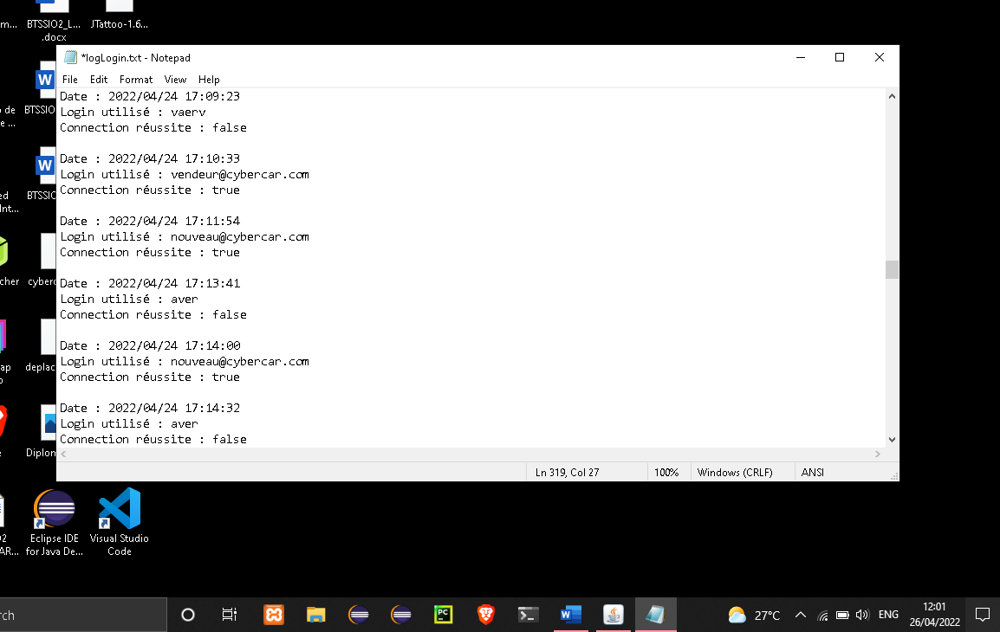 m...
BTSSIO2_L...
.docx
JTattoo-1.6...
*logLogin.txt - Notepad
File Edit Format View Help
Date : 2022/04/24 17:09:23
Login utilisé : vaerv
Connection réussite : false
Date : 2022/04/24 17:10:33
Login utilisé : vendeur@cybercar.com
Connection réussite : true
Date : 2022/04/24 17:11:54
Login utilisé : nouveau@cybercar.com
Connection réussite : true
Date : 2022/04/24 17:13:41
Login utilisé : aver
Connection réussite : false
Date : 2022/04/24 17:14:00
Login utilisé : nouveau@cybercar.com
Connection réussite : true
Date : 2022/04/24 17:14:32
Login utilisé : aver
Connection réussite : false
Ln 319, Col 27
100%
Windows (CRLF)
ANSI
o de
e ...
BTSSIO
ed
Int...
BTSSIO
cher
cyberc
ap
deplac
Diplom
AR...
Eclipse IDE
for Java De...
Visual Studio
Code
rch
PC
27°C
ENG
12:01
26/04/2022